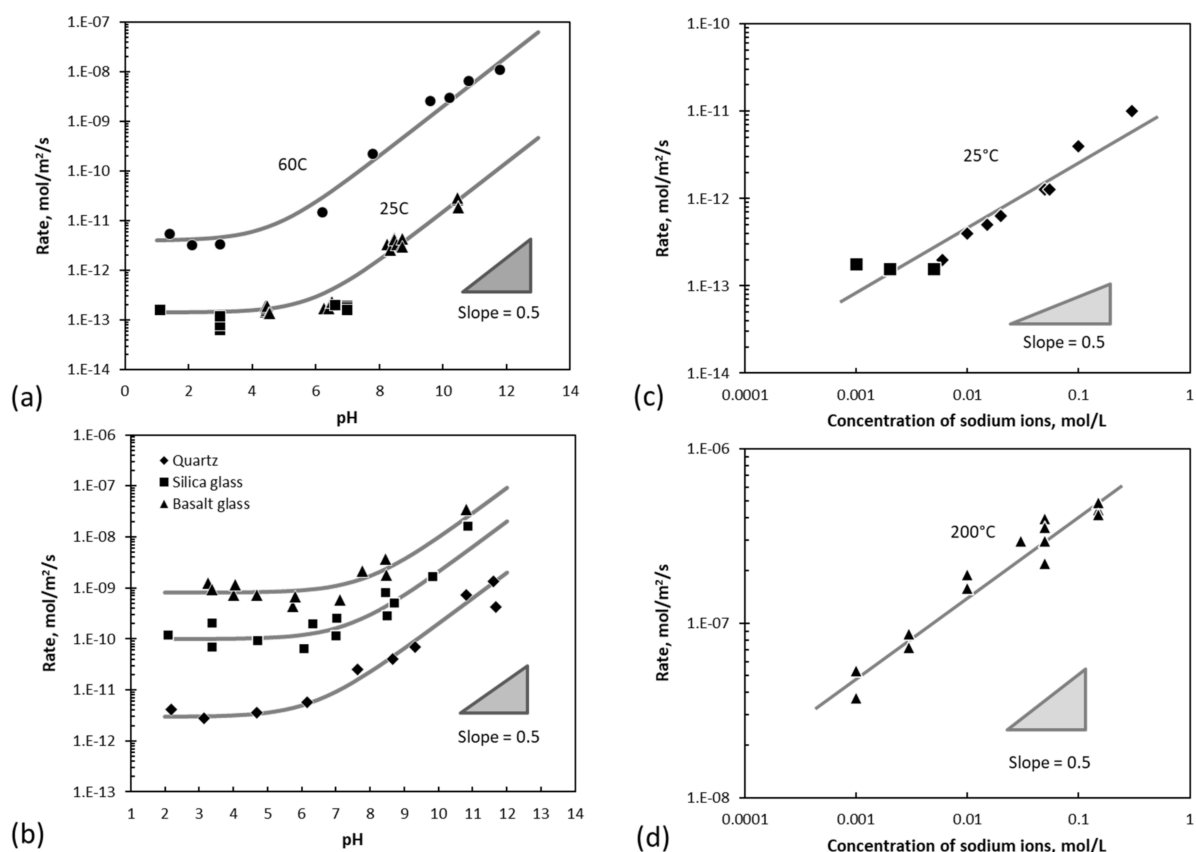 1.E-07
1.E-08
1.E-09
1.E-10
1.E-11
1.E-12
1.E-13
1.E-14
Rate, mol/m²/s
60C
25C
Slope = 0.5
0 2 4 6 8 10 12 14
pH
(a)
1.E-06
1.E-07
1.E-08
1.E-09
1.E-10
1.E-11
1.E-12
1.E-13
Rate, mol/m²/s
Quartz
Silica glass
Basalt glass
Slope = 0.5
1 2 3 4 5 6 7 8 9 10 11 12 13 14
pH
(b)
1.E-10
1.E-11
1.E-12
1.E-13
1.E-14
Rate, mol/m²/s
25°C
Slope = 0.5
0.0001 0.001 0.01 0.1 1
Concentration of sodium ions, mol/L
(c)
1.E-06
1.E-07
1.E-08
Rate, mol/m²/s
200°C
Slope = 0.5
0.0001 0.001 0.01 0.1 1
Concentration of sodium ions, mol/L
(d)